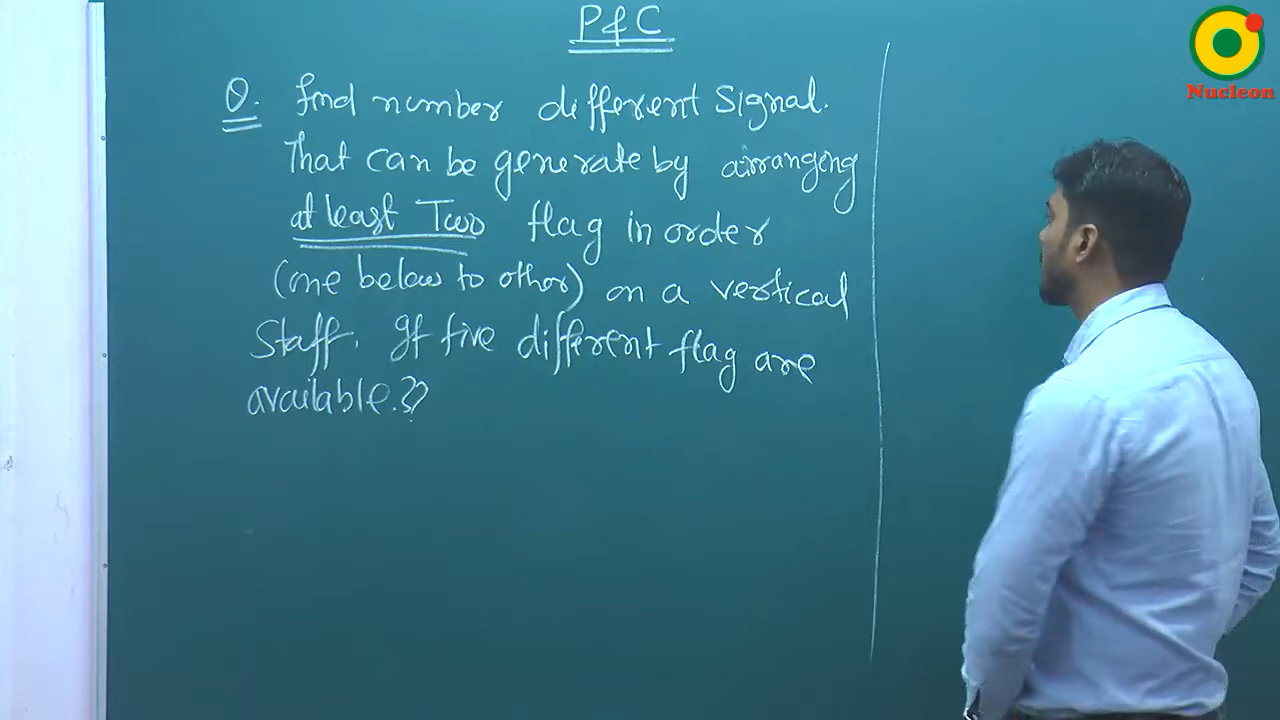 P & C
Q. find number different Signal.
That can be generate by arranging
at least Two flag in order
(one below to other) on a vertical
Staff. If five different flag are
available.??
Nucleon